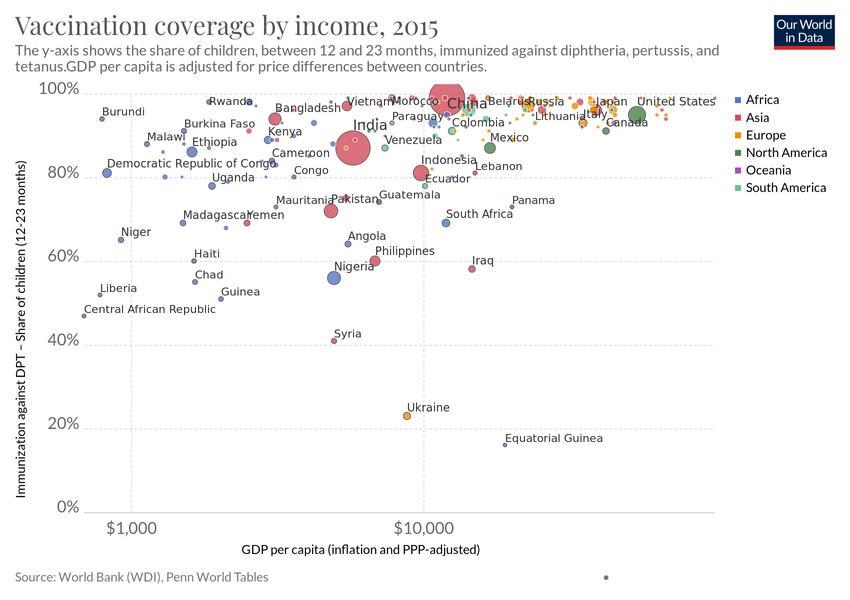 Vaccination coverage by income, 2015
Our World
in Data
The y-axis shows the share of children, between 12 and 23 months, immunized against diphtheria, pertussis, and
tetanus.GDP per capita is adjusted for price differences between countries.
Immunization against DPT – Share of children (12-23 months)
100%
80%
60%
40%
20%
0%
Burundi
Rwanda
Bangladesh
Vietnam
Morocco
China
Belarus
Russia
Japan
United States
Malawi
Burkina Faso
Ethiopia
Kenya
India
Paraguay
Colombia
Lithuania
Italy
Canada
Venezuela
Mexico
Democratic Republic of Congo
Cameroon
Uganda
Congo
Indonesia
Ecuador
Lebanon
Mauritania
Pakistan
Guatemala
Panama
Madagascar
Yemen
South Africa
Niger
Angola
Haiti
Philippines
Iraq
Chad
Nigeria
Liberia
Guinea
Central African Republic
Syria
Ukraine
Equatorial Guinea
$1,000
$10,000
GDP per capita (inflation and PPP-adjusted)
Africa
Asia
Europe
North America
Oceania
South America
Source: World Bank (WDI), Penn World Tables